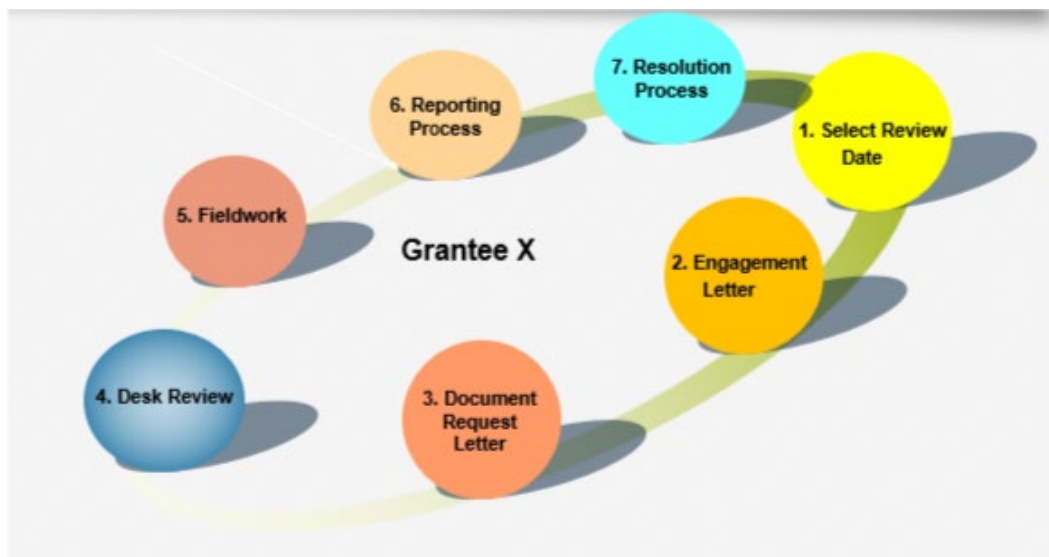 7. Resolution
Process
6. Reporting
Process
1. Select Review
Date
5. Fieldwork
Grantee X
2. Engagement
Letter
4. Desk Review
3. Document
Request
Letter